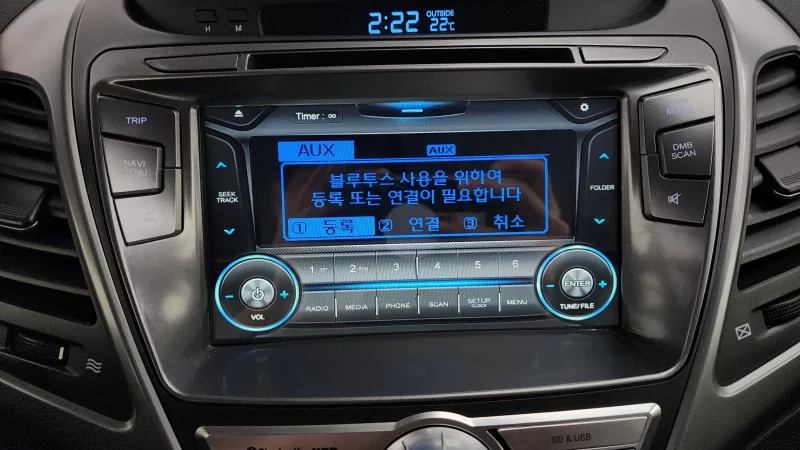 2:22 OUTSIDE 22℃
H M
TRIP
NAVI MENU
Timer : ∞
AUX AUX
블루투스 사용을 위하여
등록 또는 연결이 필요합니다
① 등록 ② 연결 ③ 취소
SEEK
TRACK
FOLDER
DMB
SCAN
1 2 3 4 5 6
RADIO MEDIA PHONE SCAN SETUP MENU
CLOCK
- + VOL
- ENTER +
TUNE/FILE
SD & USB